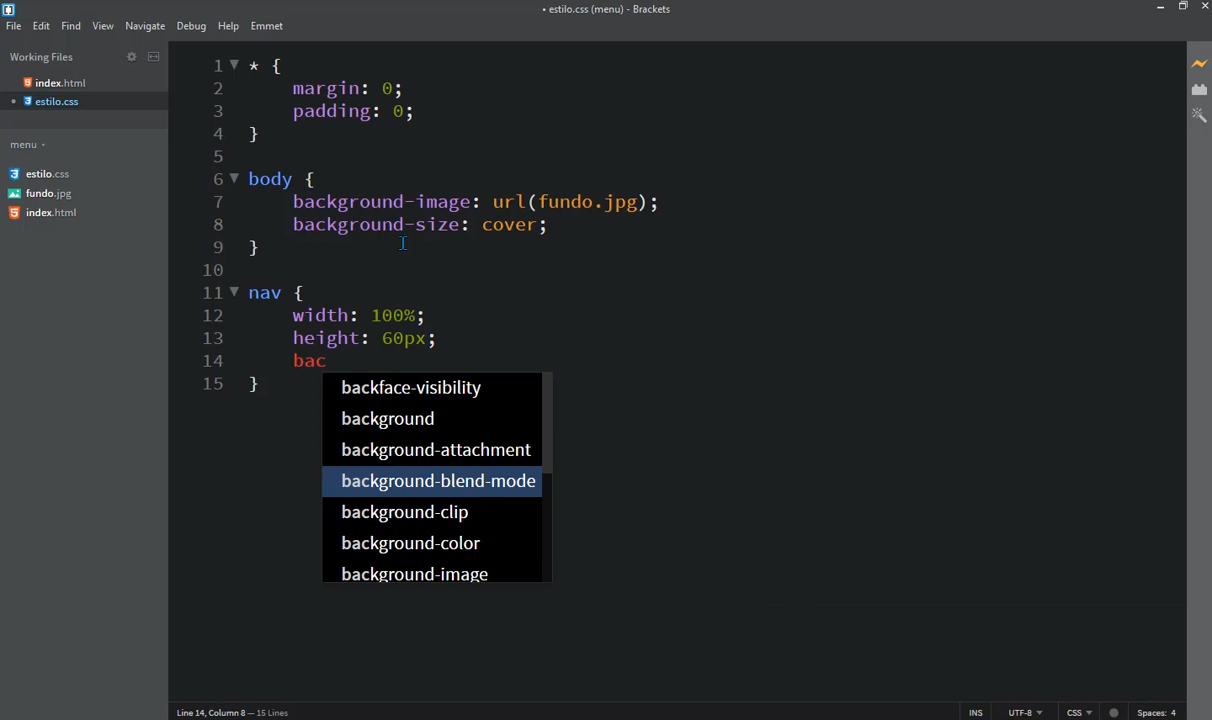 • estilo.css (menu) - Brackets
File Edit Find View Navigate Debug Help Emmet
Working Files
index.html
• estilo.css
menu
estilo.css
fundo.jpg
index.html
1 * {
2 margin: 0;
3 padding: 0;
4 }
5
6 body {
7 background-image: url(fundo.jpg);
8 background-size: cover;
9 }
10
11 nav {
12 width: 100%;
13 height: 60px;
14 bac
15 }
backface-visibility
background
background-attachment
background-blend-mode
background-clip
background-color
background-image
Line 14, Column 8 — 15 Lines
INS UTF-8 CSS Spaces: 4